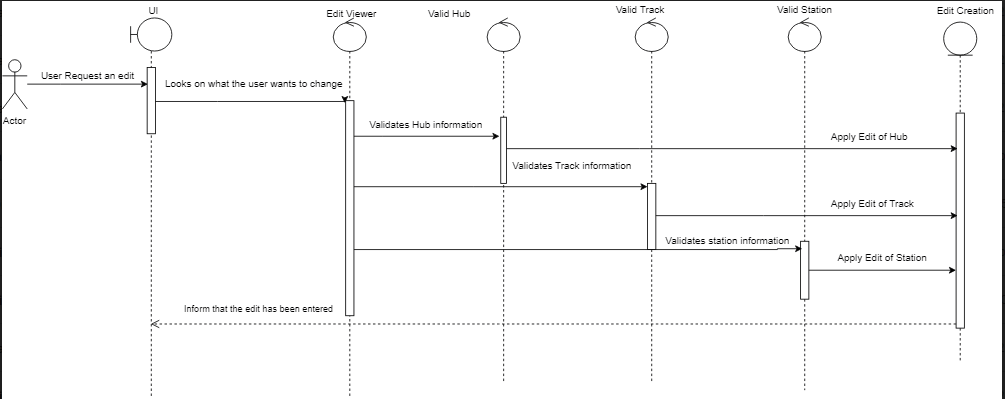 UI
Edit Viewer
Valid Hub
Valid Track
Valid Station
Edit Creation
User Request an edit
Looks on what the user wants to change
Actor
Validates Hub information
Apply Edit of Hub
Validates Track information
Apply Edit of Track
Validates station information
Apply Edit of Station
Inform that the edit has been entered